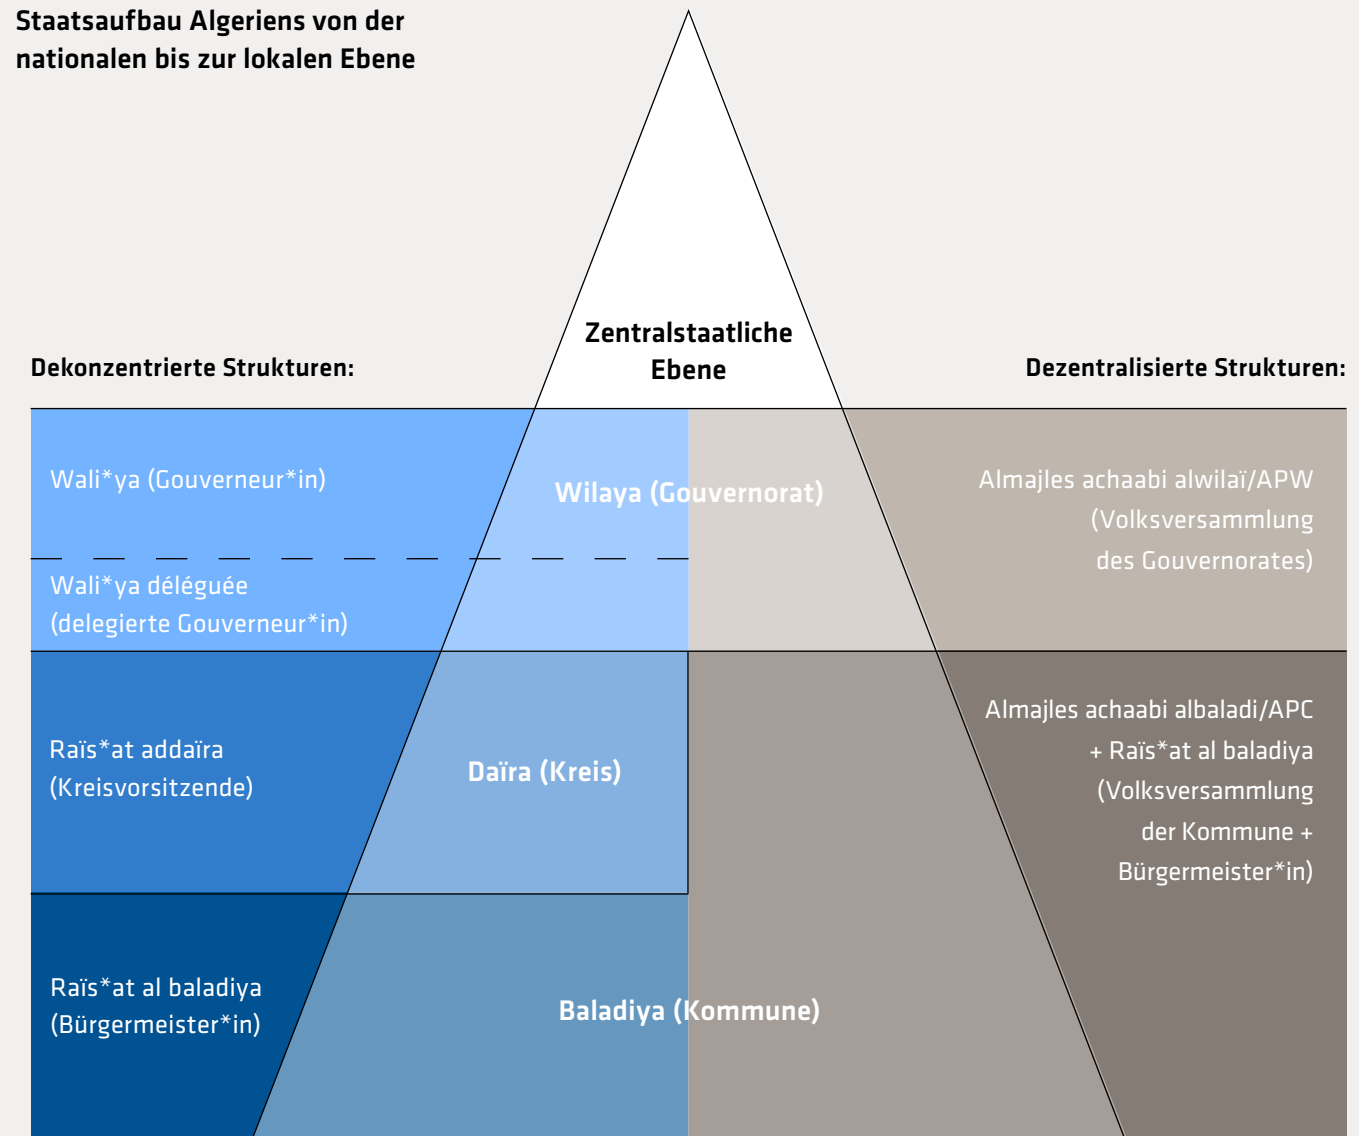 Staatsaufbau Algeriens von der
nationalen bis zur lokalen Ebene
Zentralstaatliche
Ebene
Dekonzentrierte Strukturen:
Dezentralisierte Strukturen:
Wali*ya (Gouverneur*in)
Wali*ya déléguée
(delegierte Gouverneur*in)
Wilaya (Gouvernorat)
Almajles achaabi alwilaï/APW
(Volksversammlung
des Gouvernorates)
Raïs*at addaïra
(Kreisvorsitzende)
Daïra (Kreis)
Almajles achaabi albaladi/APC
+ Raïs*at al baladiya
(Volksversammlung
der Kommune +
Bürgermeister*in)
Raïs*at al baladiya
(Bürgermeister*in)
Baladiya (Kommune)